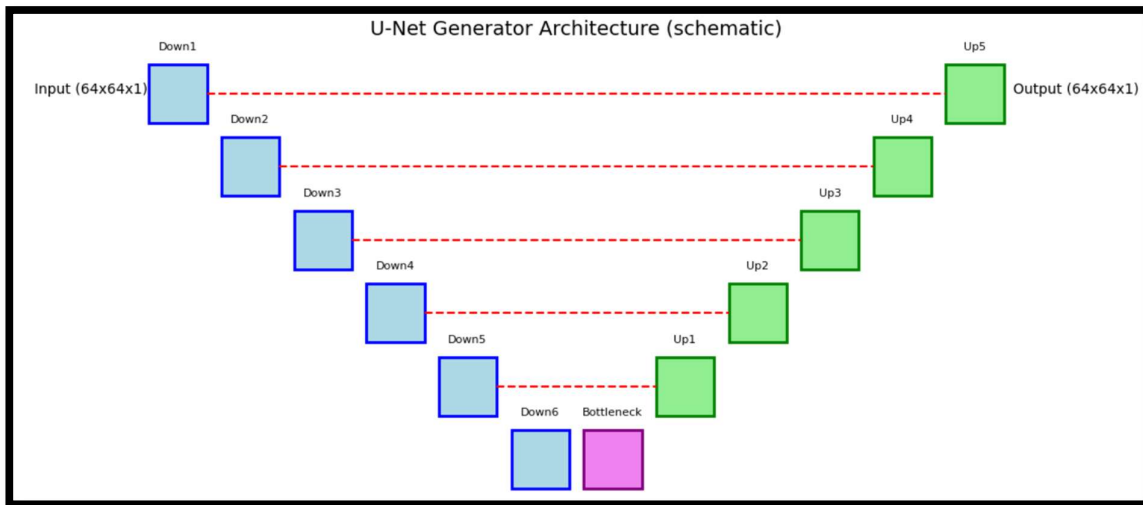 U-Net Generator Architecture (schematic)
Down1
Up5
Input (64x64x1)
Output (64x64x1)
Down2
Up4
Down3
Up3
Down4
Up2
Down5
Up1
Down6
Bottleneck